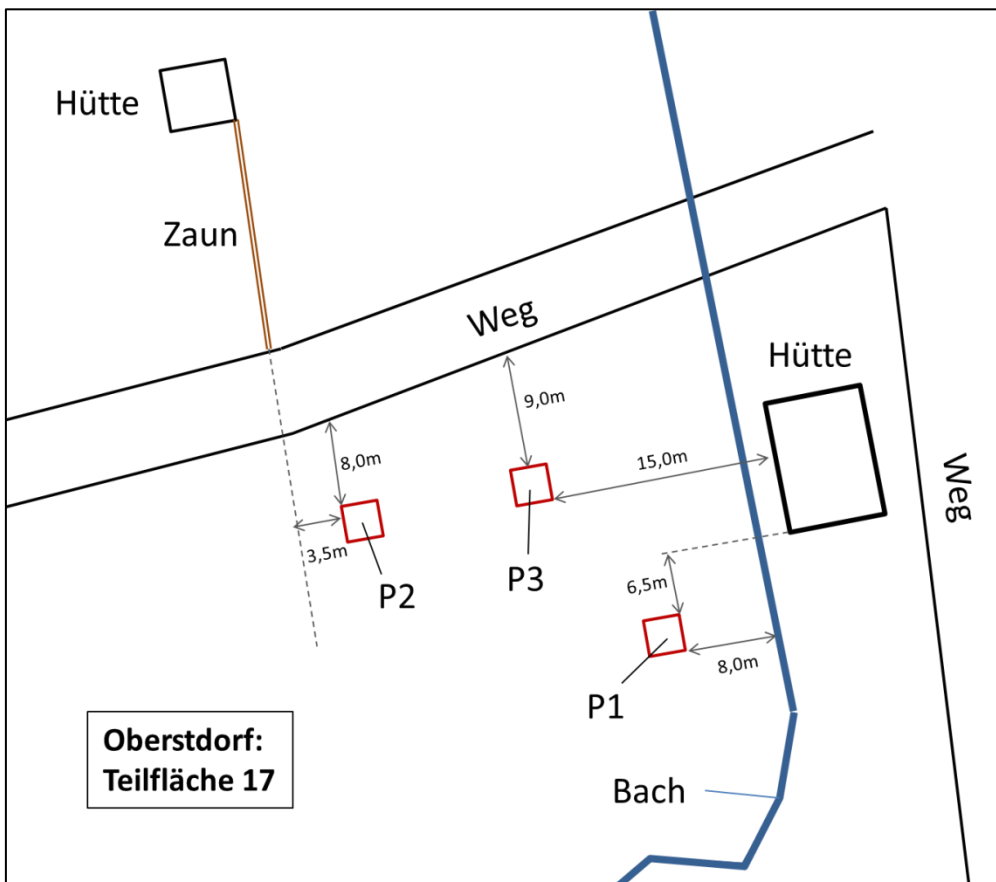 Hütte
Zaun
Weg
Hütte
9,0m
8,0m
15,0m
Weg
3,5m
P2
P3
6,5m
8,0m
P1
Oberstdorf:
Teilfläche 17
Bach